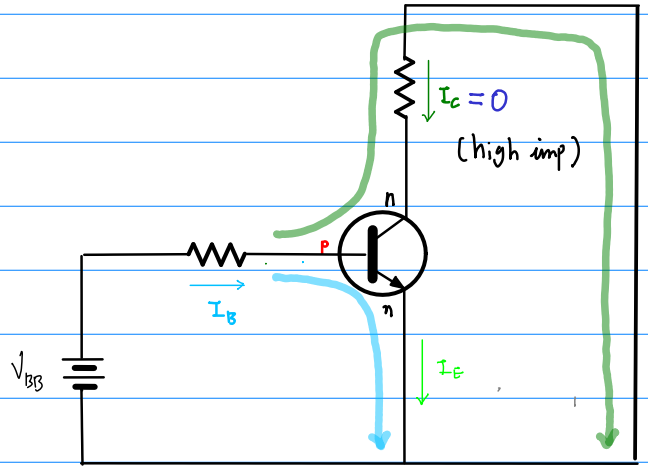 I_C = 0
(high imp)
n
P
n
I_B
I_E
V_BB